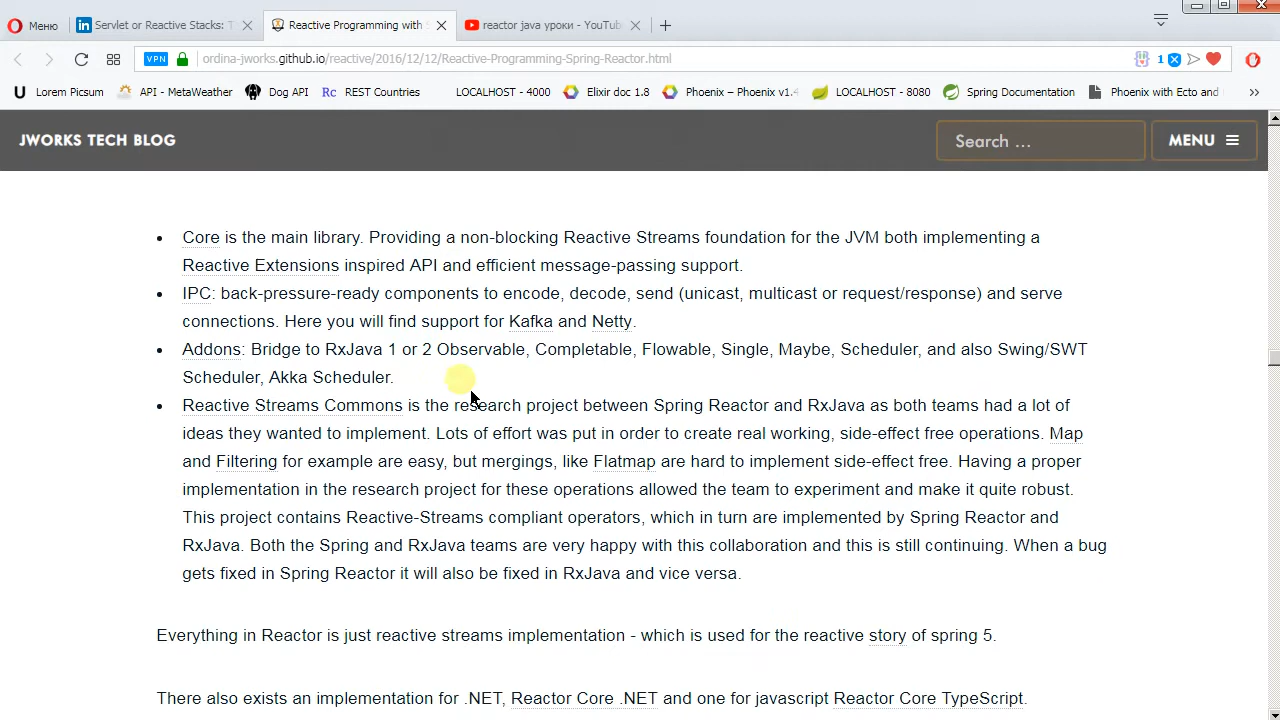 Меню
Servlet or Reactive Stacks: T
Reactive Programming with S
reactor java уроки - YouTub
VPN
ordina-jworks.github.io/reactive/2016/12/12/Reactive-Programming-Spring-Reactor.html
1
Lorem Picsum
API - MetaWeather
Dog API
Rc REST Countries
LOCALHOST - 4000
Elixir doc 1.8
Phoenix – Phoenix v1.4
LOCALHOST - 8080
Spring Documentation
Phoenix with Ecto and
JWORKS TECH BLOG
Search ...
MENU
Core is the main library. Providing a non-blocking Reactive Streams foundation for the JVM both implementing a
Reactive Extensions inspired API and efficient message-passing support.
IPC: back-pressure-ready components to encode, decode, send (unicast, multicast or request/response) and serve
connections. Here you will find support for Kafka and Netty.
Addons: Bridge to RxJava 1 or 2 Observable, Completable, Flowable, Single, Maybe, Scheduler, and also Swing/SWT
Scheduler, Akka Scheduler.
Reactive Streams Commons is the research project between Spring Reactor and RxJava as both teams had a lot of
ideas they wanted to implement. Lots of effort was put in order to create real working, side-effect free operations. Map
and Filtering for example are easy, but mergings, like Flatmap are hard to implement side-effect free. Having a proper
implementation in the research project for these operations allowed the team to experiment and make it quite robust.
This project contains Reactive-Streams compliant operators, which in turn are implemented by Spring Reactor and
RxJava. Both the Spring and RxJava teams are very happy with this collaboration and this is still continuing. When a bug
gets fixed in Spring Reactor it will also be fixed in RxJava and vice versa.
Everything in Reactor is just reactive streams implementation - which is used for the reactive story of spring 5.
There also exists an implementation for .NET, Reactor Core .NET and one for javascript Reactor Core TypeScript.